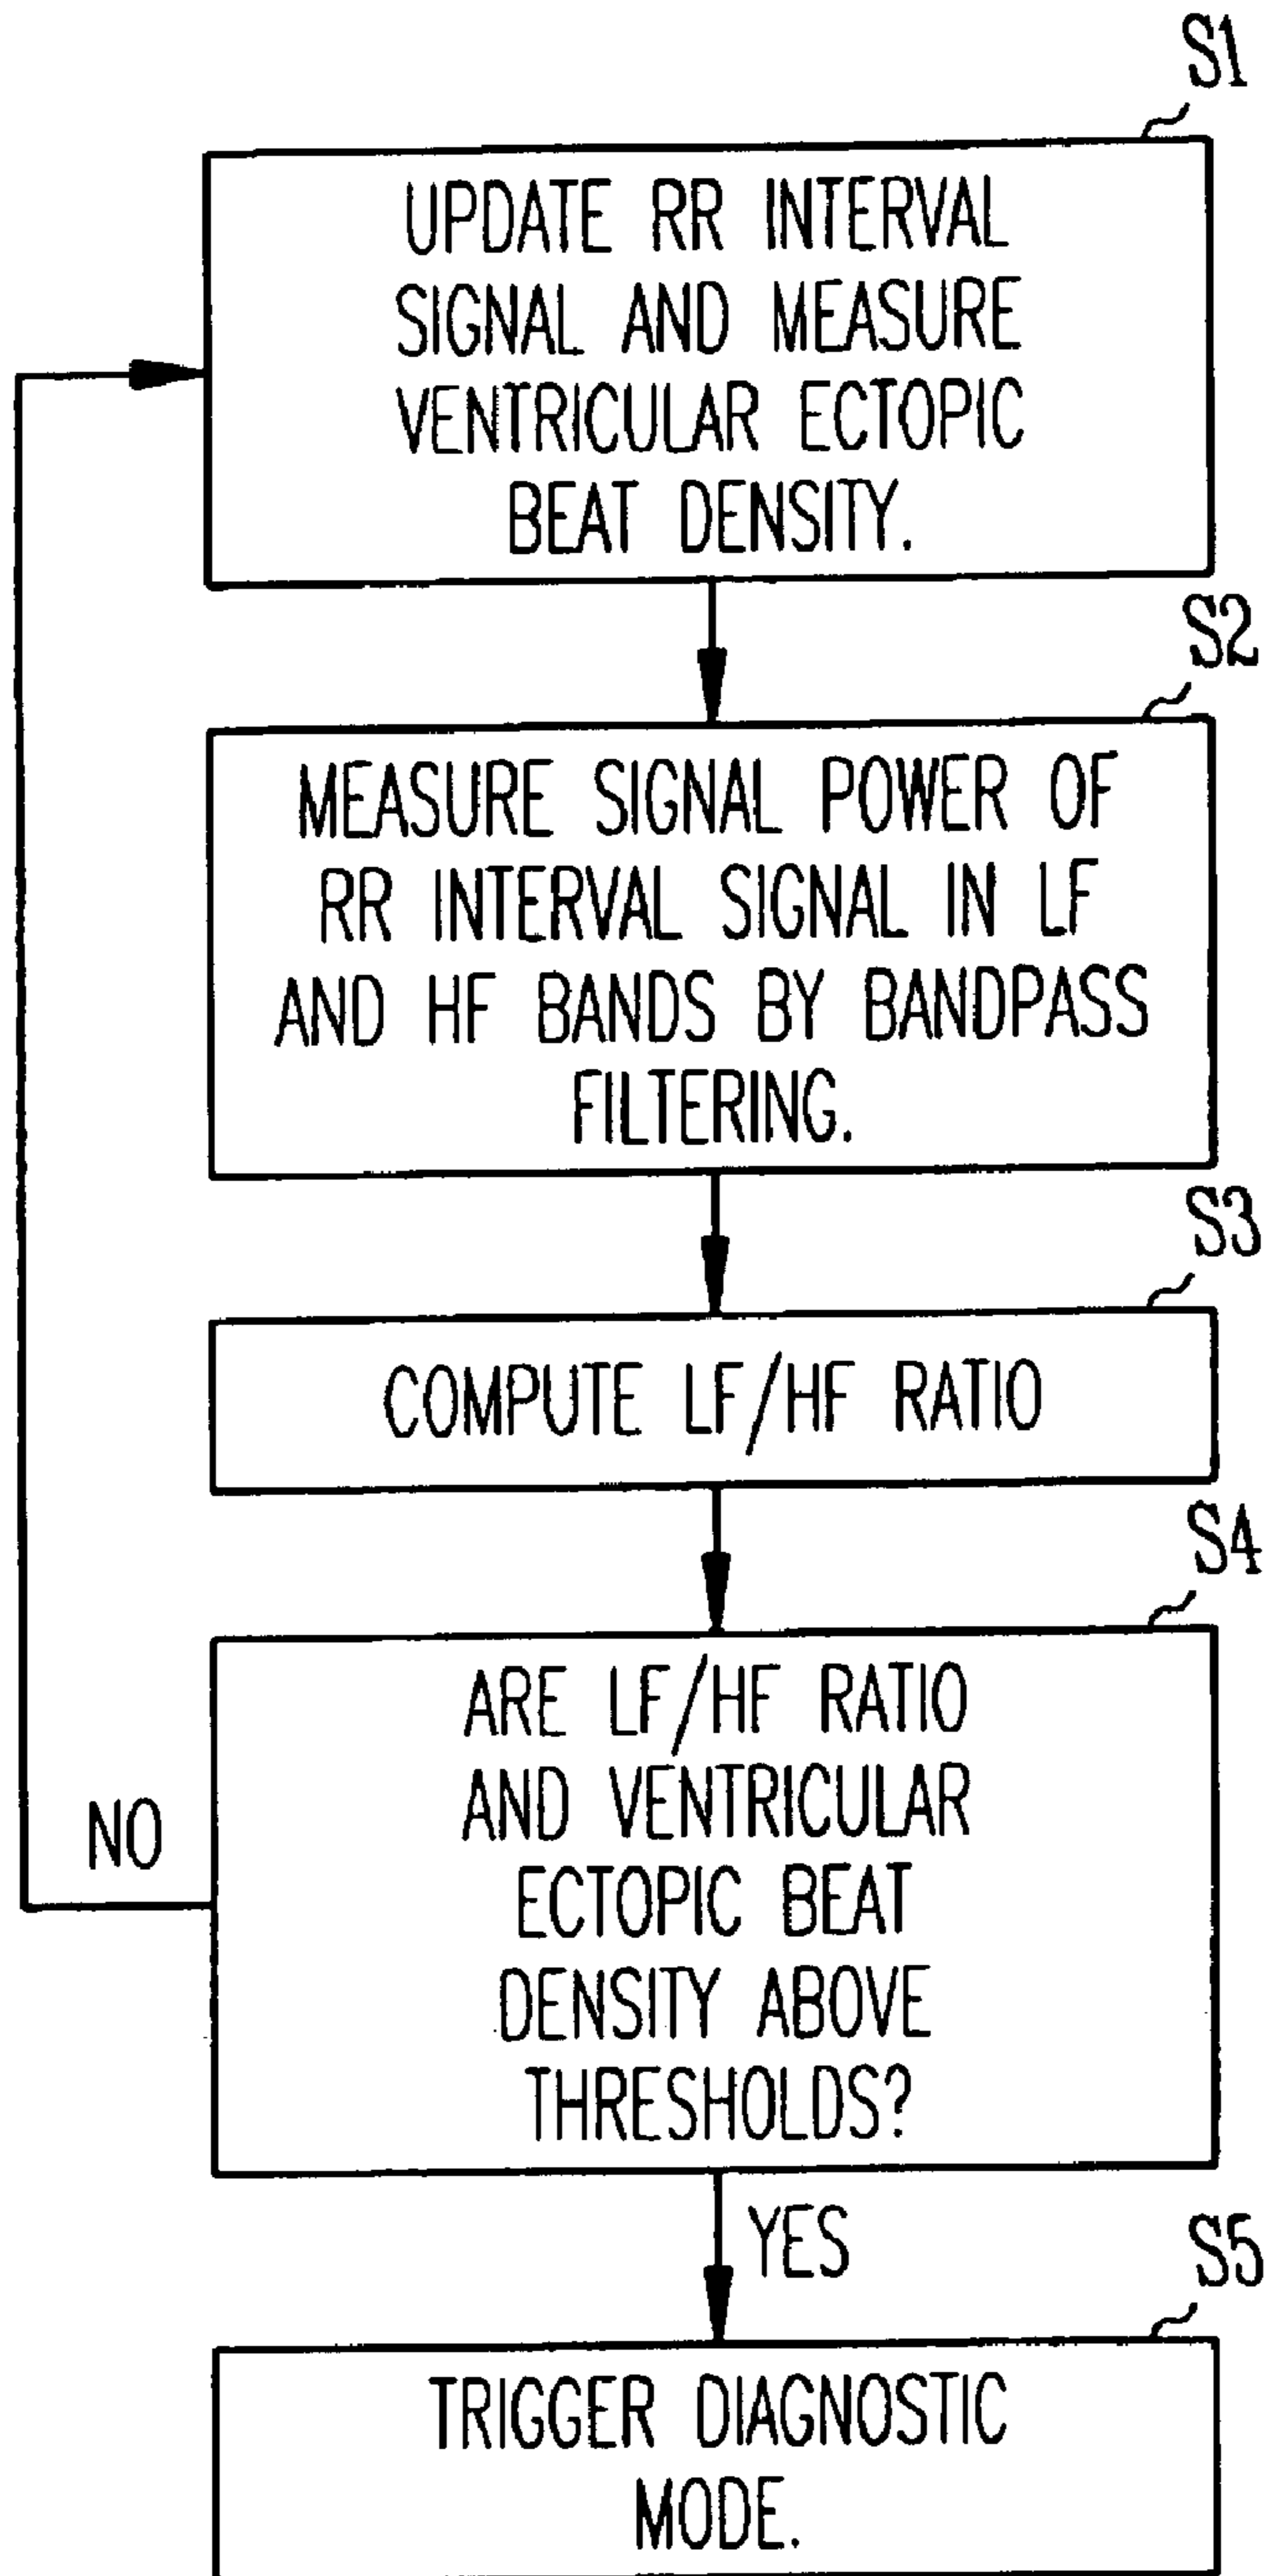 S1
UPDATE RR INTERVAL
SIGNAL AND MEASURE
VENTRICULAR ECTOPIC
BEAT DENSITY.
S2
MEASURE SIGNAL POWER OF
RR INTERVAL SIGNAL IN LF
AND HF BANDS BY BANDPASS
FILTERING.
S3
COMPUTE LF/HF RATIO
S4
ARE LF/HF RATIO
AND VENTRICULAR
ECTOPIC BEAT
DENSITY ABOVE
THRESHOLDS?
NO
YES
S5
TRIGGER DIAGNOSTIC
MODE.